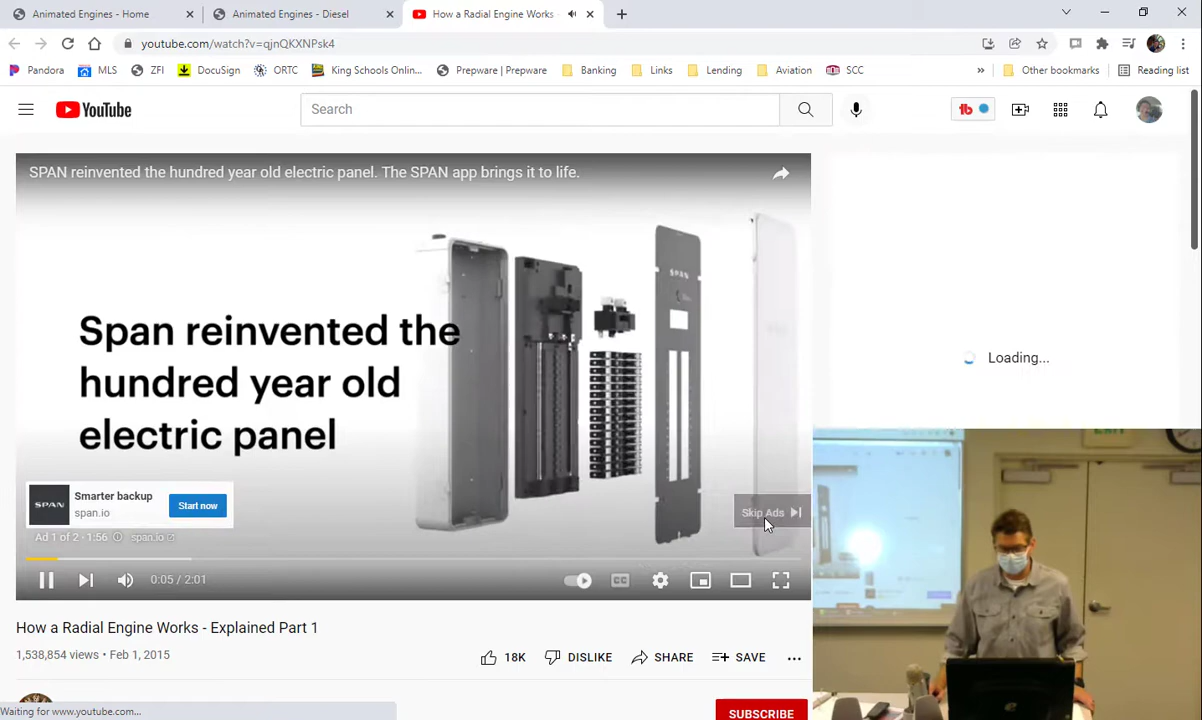 Animated Engines - Home
Animated Engines - Diesel
How a Radial Engine Works
youtube.com/watch?v=qjnQKXNPsk4
Pandora
MLS
ZFI
DocuSign
ORTC
King Schools Onlin...
Prepware | Prepware
Banking
Links
Lending
Aviation
SCC
»
Other bookmarks
Reading list
YouTube
Search
SPAN reinvented the hundred year old electric panel. The SPAN app brings it to life.
SPAN
Span reinvented the
hundred year old
electric panel
Loading...
EXIT
SPAN
Smarter backup
span.io
Start now
Skip Ads
Ad 1 of 2 · 1:56
span.io
0:05 / 2:01
CC
How a Radial Engine Works - Explained Part 1
1,538,854 views • Feb 1, 2015
18K
DISLIKE
SHARE
SAVE
SUBSCRIBE
Waiting for www.youtube.com...